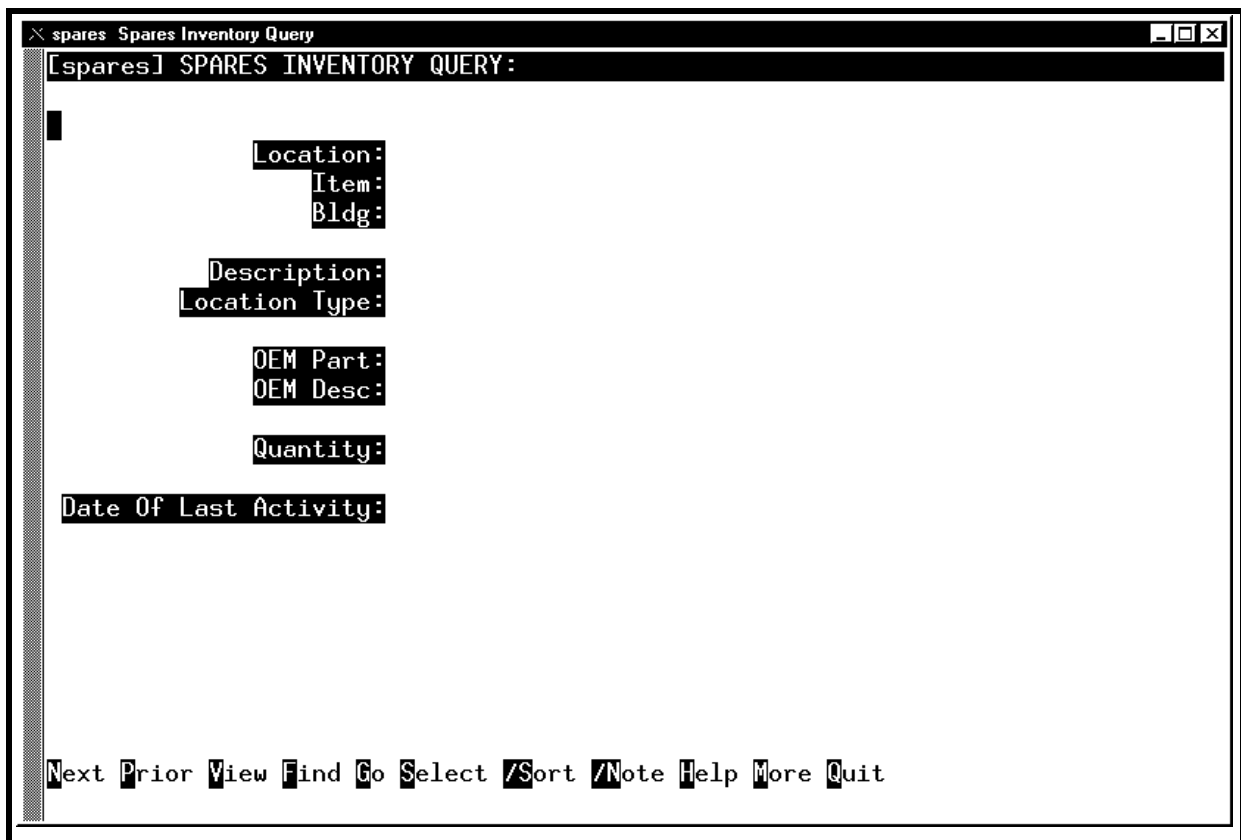 spares Spares Inventory Query
[spares] SPARES INVENTORY QUERY:
Location:
Item:
Bldg:
Description:
Location Type:
OEM Part:
OEM Desc:
Quantity:
Date Of Last Activity:
Next Prior View Find Go Select /Sort /Note Help More Quit